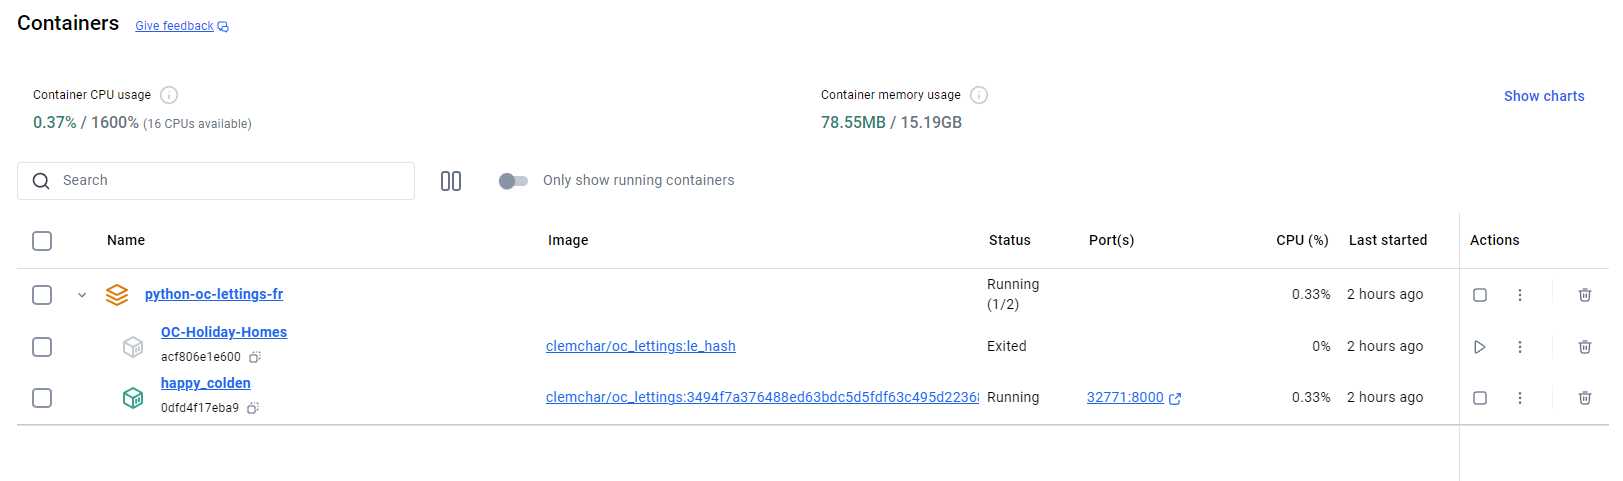 Containers Give feedback
Container CPU usage
0.37% / 1600% (16 CPUs available)
Container memory usage
78.55MB / 15.19GB
Show charts
Search
Only show running containers
Name Image Status Port(s) CPU (%) Last started Actions
python-oc-lettings-fr Running (1/2) 0.33% 2 hours ago
OC-Holiday-Homes
acf806e1e600
clemchar/oc_lettings:le_hash Exited 0% 2 hours ago
happy_colden
0dfd4f17eba9
clemchar/oc_lettings:3494f7a376488ed63bdc5d5fdf63c495d2236 Running 32771:8000 0.33% 2 hours ago